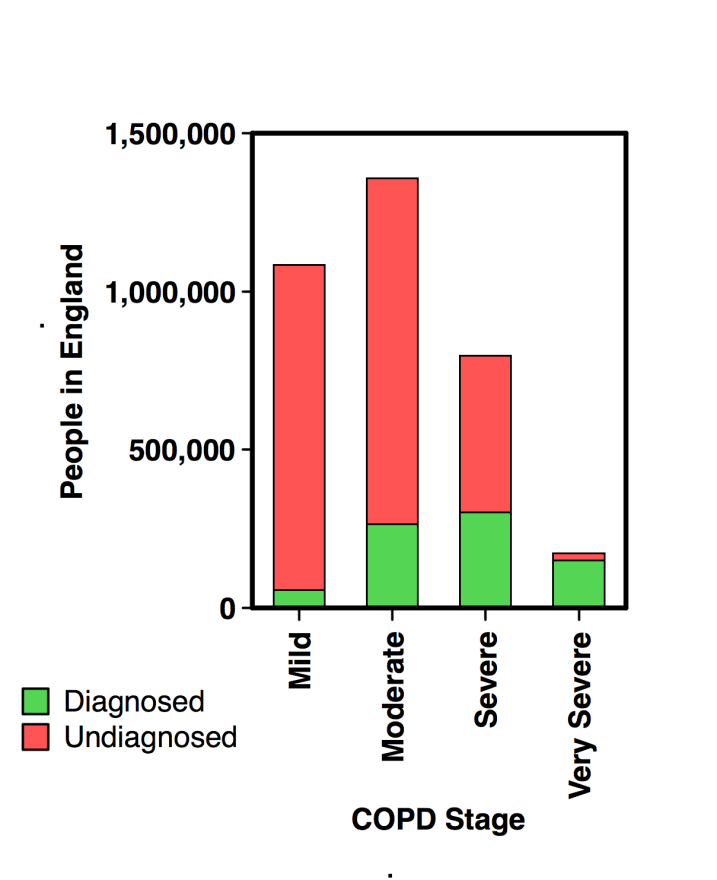 1,500,000
1,000,000
500,000
0
People in England
Mild
Moderate
Severe
Very Severe
COPD Stage
Diagnosed
Undiagnosed